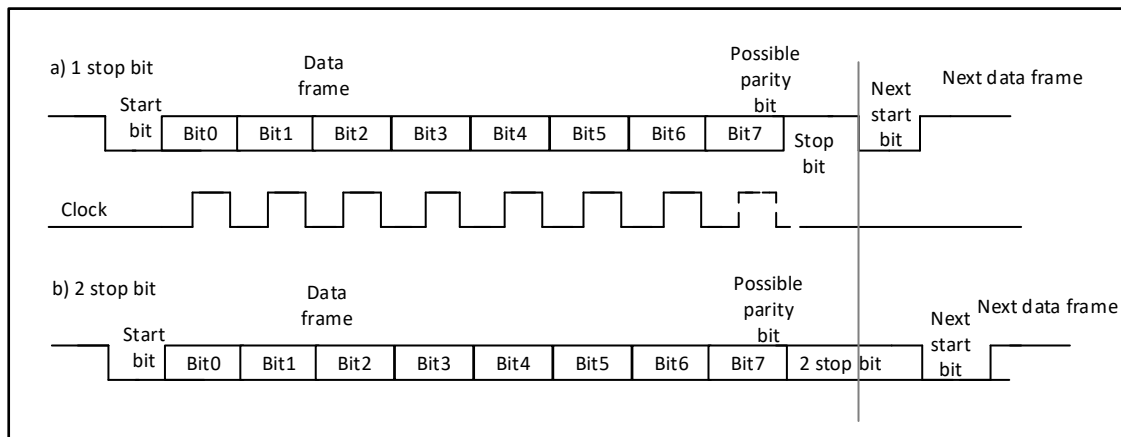 a) 1 stop bit
Data
frame
Possible
parity
bit
Next data frame
Start
bit
Bit0
Bit1
Bit2
Bit3
Bit4
Bit5
Bit6
Bit7
Stop
bit
Next
start
bit
Clock
b) 2 stop bit
Data
frame
Possible
parity
bit
Next data frame
Start
bit
Bit0
Bit1
Bit2
Bit3
Bit4
Bit5
Bit6
Bit7
2 stop bit
Next
start
bit